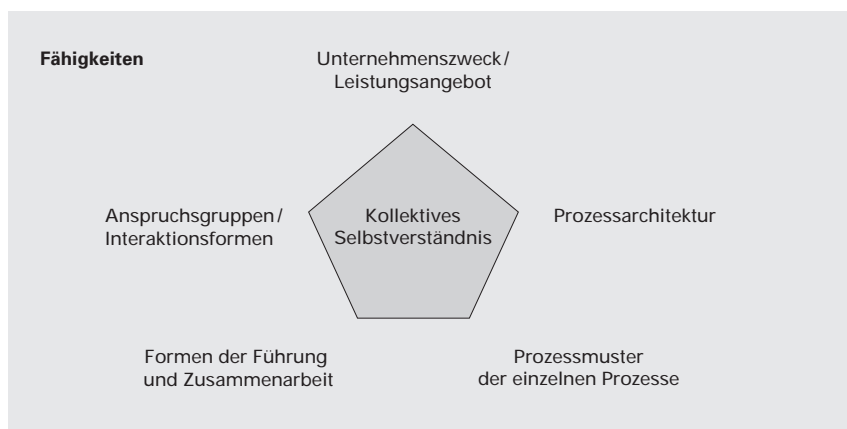 Fähigkeiten
Unternehmenszweck/
Leistungsangebot
Anspruchsgruppen/
Interaktionsformen
Kollektives
Selbstverständnis
Prozessarchitektur
Formen der Führung
und Zusammenarbeit
Prozessmuster
der einzelnen Prozesse